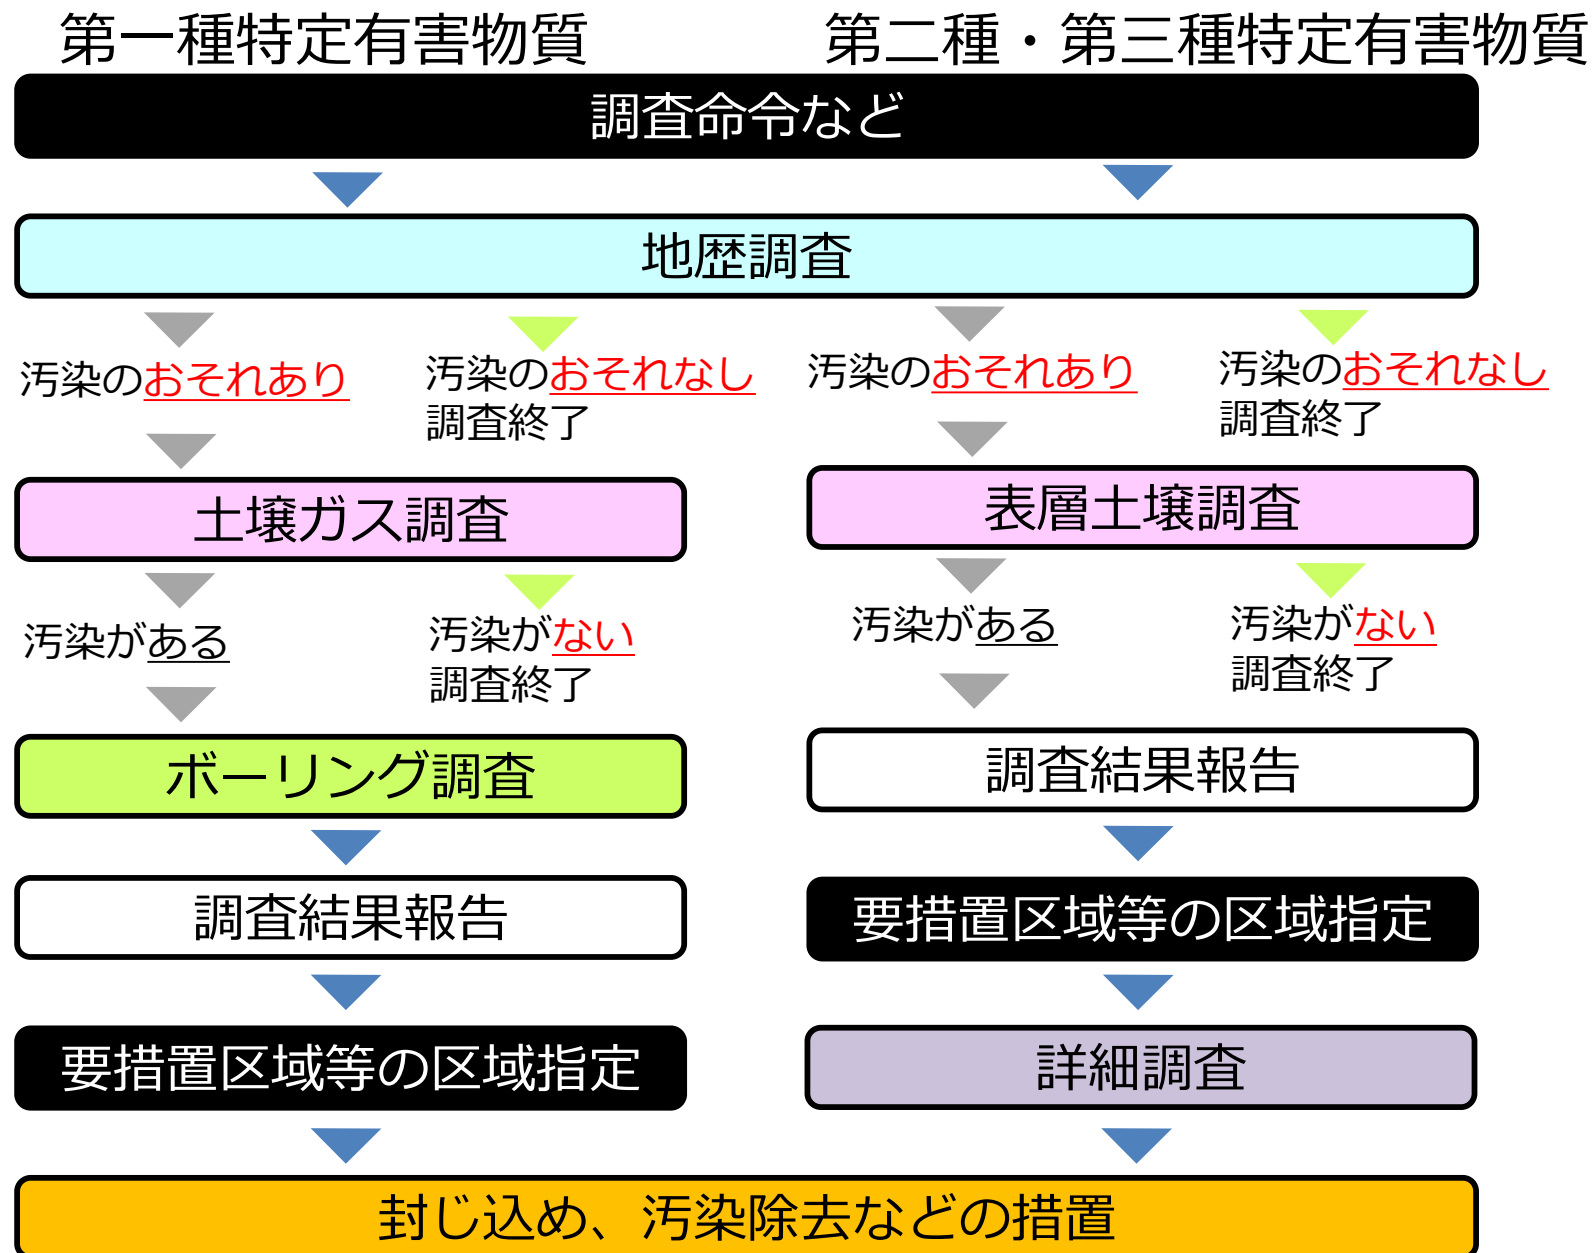 第一種特定有害物質
第二種・第三種特定有害物質
調査命令など
地歴調査
汚染のおそれあり
汚染のおそれなし
調査終了
汚染のおそれあり
汚染のおそれなし
調査終了
土壌ガス調査
表層土壌調査
汚染がある
汚染がない
調査終了
汚染がある
汚染がない
調査終了
ボーリング調査
調査結果報告
調査結果報告
要措置区域等の区域指定
要措置区域等の区域指定
詳細調査
封じ込め、汚染除去などの措置